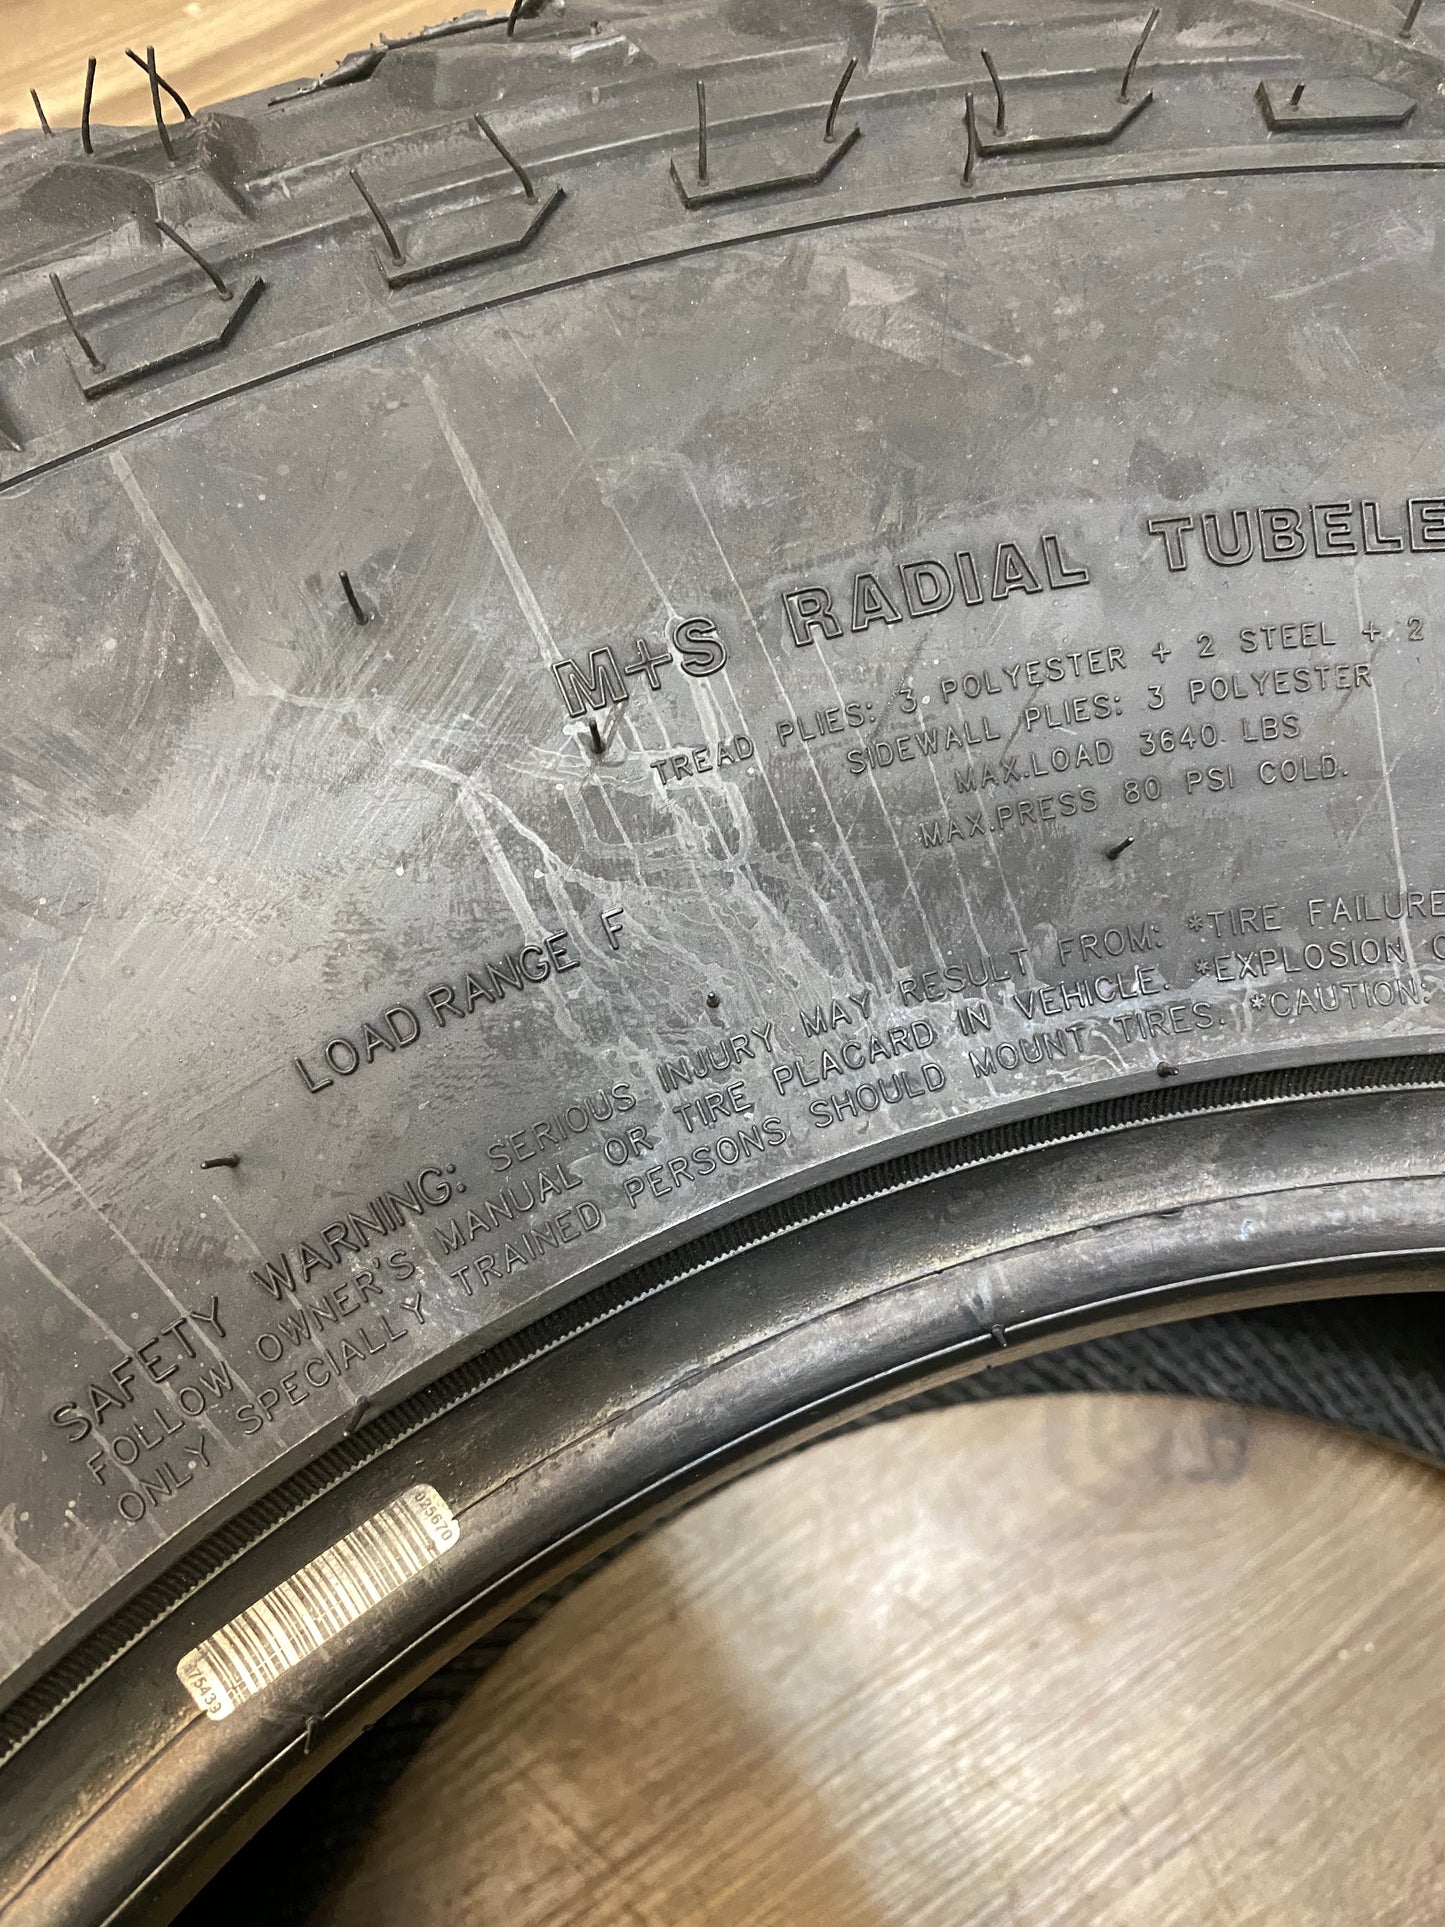 M+S RADIAL TUBELE
TREAD PLIES: 3 POLYESTER + 2 STEEL + 2
SIDEWALL PLIES: 3 POLYESTER
MAX.LOAD 3640 LBS
MAX.PRESS 80 PSI COLD.
LOAD RANGE F
SAFETY WARNING: SERIOUS INJURY MAY RESULT FROM: *TIRE FAILURE
FOLLOW OWNER'S MANUAL OR TIRE PLACARD IN VEHICLE. *EXPLOSION
ONLY SPECIALLY TRAINED PERSONS SHOULD MOUNT TIRES. *CAUTION:
025670
75439